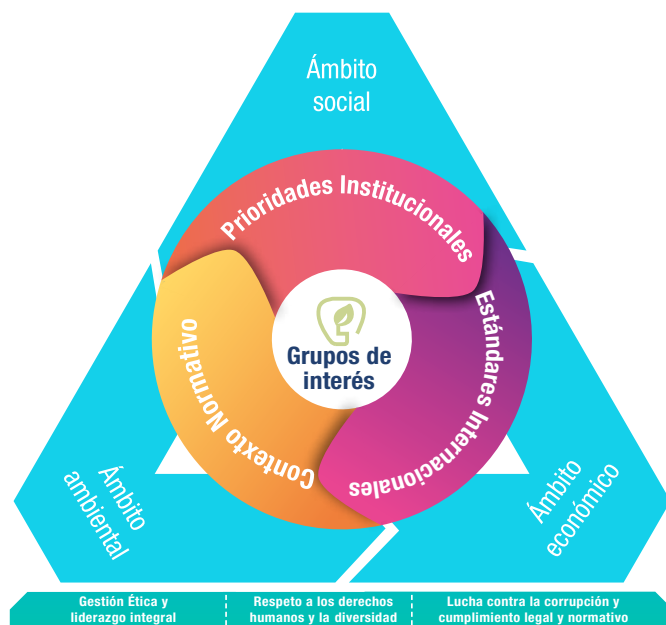 Ámbito
social
Prioridades Institucionales
Estándares Internacionales
Contexto Normativo
Grupos de
interés
Ámbito
ambiental
Ámbito
económico
Gestión Ética y
liderazgo integral
Respeto a los derechos
humanos y la diversidad
Lucha contra la corrupción y
cumplimiento legal y normativo